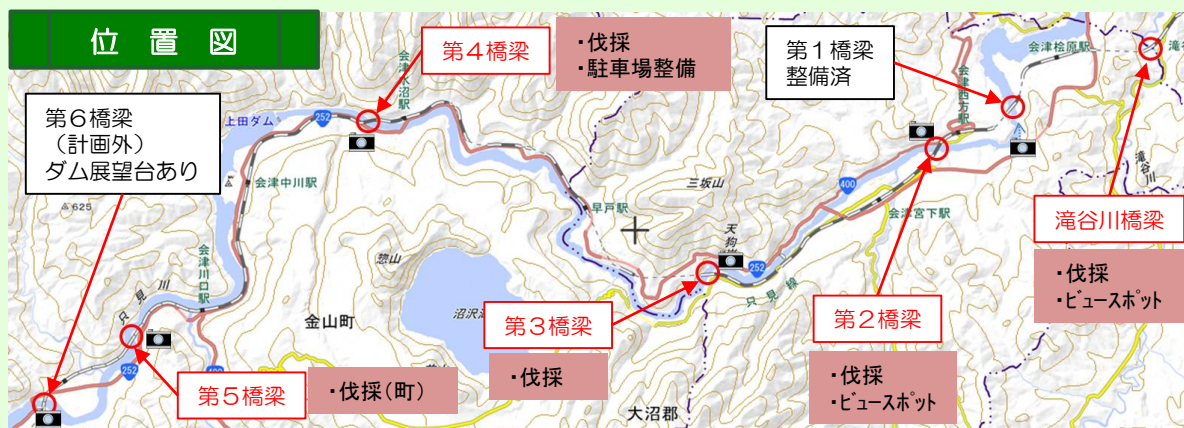 位置図
第６橋梁
（計画外）
ダム展望台あり
上田ダム
252
会津水沼駅
第４橋梁
・伐採
・駐車場整備
第１橋梁
整備済
会津桧原駅
会津西方駅
滝谷川
滝谷川橋梁
・伐採
・ビュースポット
625
会津中川駅
会津川口駅
只見川
252
第５橋梁
・伐採（町）
惣山
金山町
早戸駅
三坂山
天狗岩
252
只見線
400
会津宮下駅
第３橋梁
・伐採
第２橋梁
・伐採
・ビュースポット
大沼郡
400